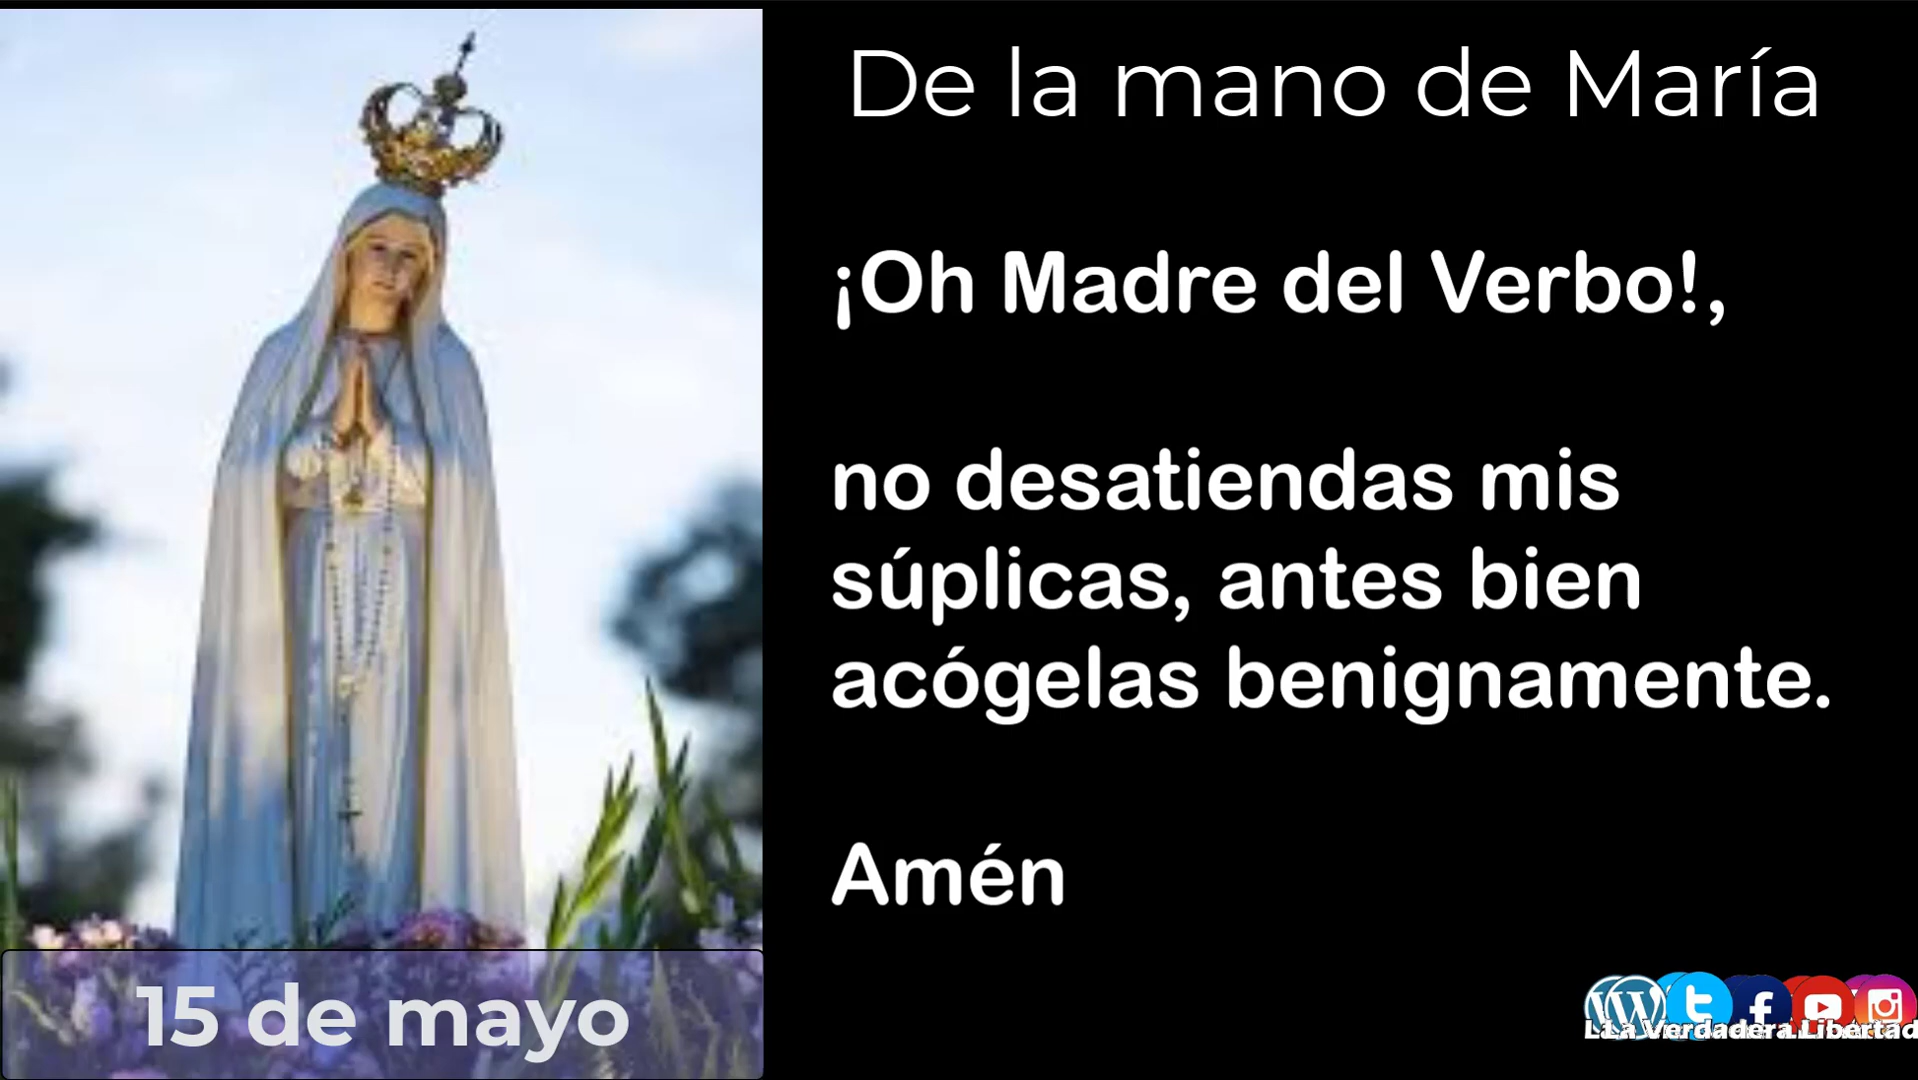 De la mano de María
¡Oh Madre del Verbo!,
no desatiendas mis
súplicas, antes bien
acógelas benignamente.
Amén
15 de mayo
La Verdadera Libertad